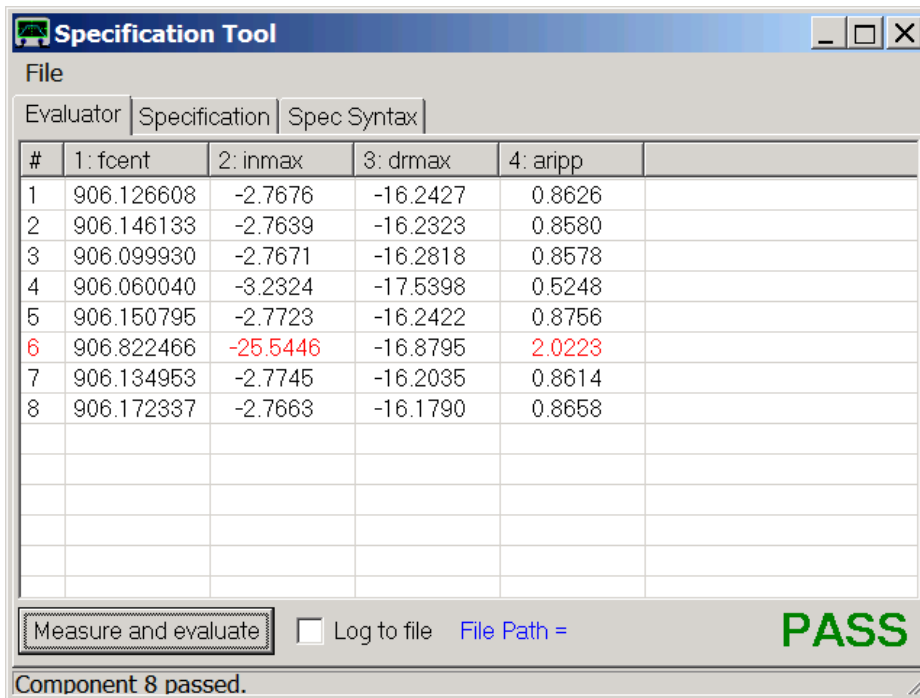 Specification Tool
File
Evaluator Specification Spec Syntax
# 1: fcent 2: inmax 3: drmax 4: aripp
1 906.126608 -2.7676 -16.2427 0.8626
2 906.146133 -2.7639 -16.2323 0.8580
3 906.099930 -2.7671 -16.2818 0.8578
4 906.060040 -3.2324 -17.5398 0.5248
5 906.150795 -2.7723 -16.2422 0.8756
6 906.822466 -25.5446 -16.8795 2.0223
7 906.134953 -2.7745 -16.2035 0.8614
8 906.172337 -2.7663 -16.1790 0.8658
Measure and evaluate Log to file File Path = PASS
Component 8 passed.